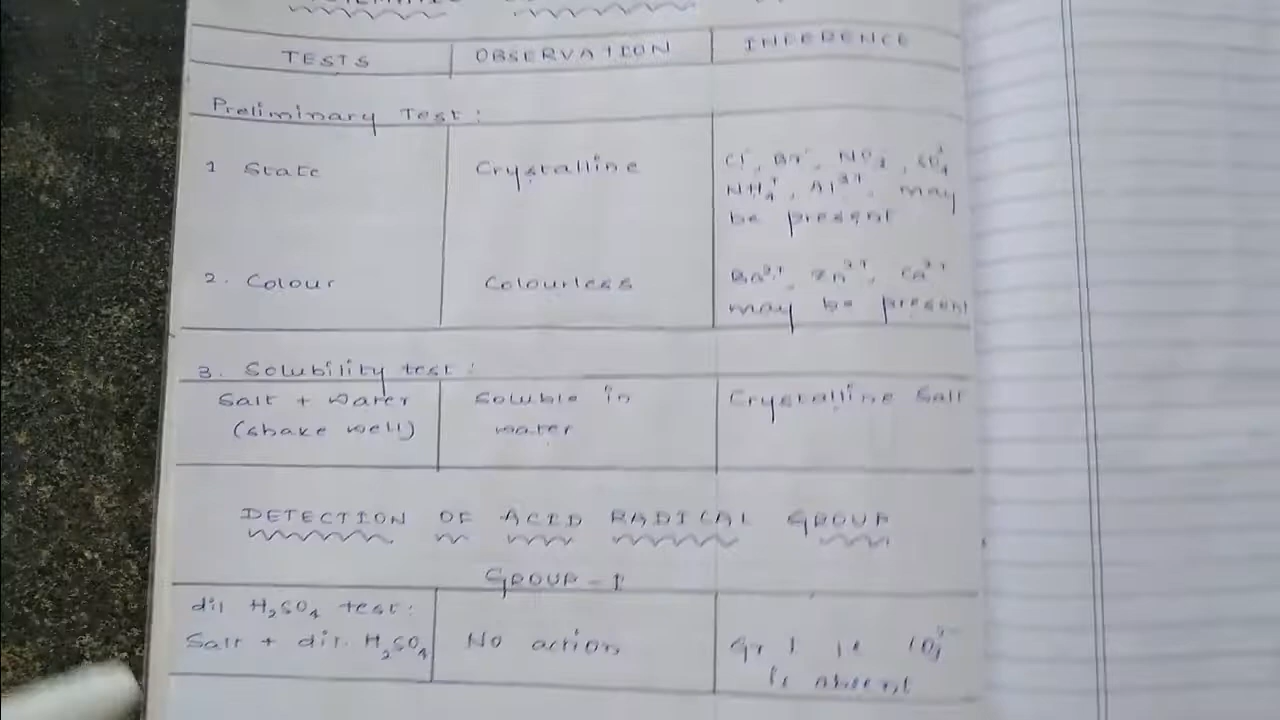 TESTS OBSERVATION INFERENCE
Preliminary Test:
1 State Crystalline Cl⁻, Br⁻, NO₃⁻, SO₄²⁻
NH₄⁺, Al³⁺, may
be present
2. Colour Colourless Ba²⁺, Zn²⁺, Ca²⁺
may be present
3. Solubility test:
Salt + water Soluble in Crystalline Salt
(shake well) water
DETECTION OF ACID RADICAL GROUP
GROUP - I
dil H₂SO₄ test:
Salt + dil. H₂SO₄ No action Gr I ie
is absent